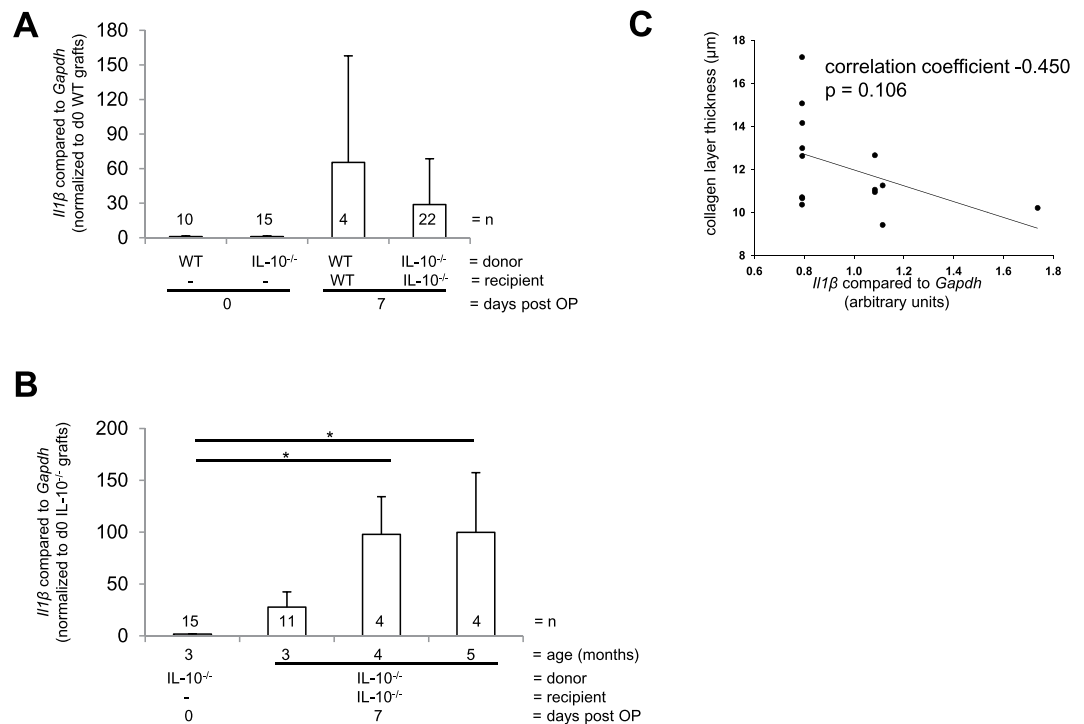 A
Il1β compared to Gapdh
(normalized to d0 WT grafts)
180
150
120
90
60
30
0
10 15 4 22 = n
WT IL-10-/- WT IL-10-/- = donor
- - WT IL-10-/- = recipient
0 7 = days post OP
B
Il1β compared to Gapdh
(normalized to d0 IL-10-/- grafts)
200
150
100
50
0
*
*
15 11 4 4 = n
3 3 4 5 = age (months)
IL-10-/- IL-10-/- = donor
- IL-10-/- = recipient
0 7 = days post OP
C
collagen layer thickness (µm)
18
16
14
12
10
8
correlation coefficient -0.450
p = 0.106
0.6 0.8 1.0 1.2 1.4 1.6 1.8
Il1β compared to Gapdh
(arbitrary units)